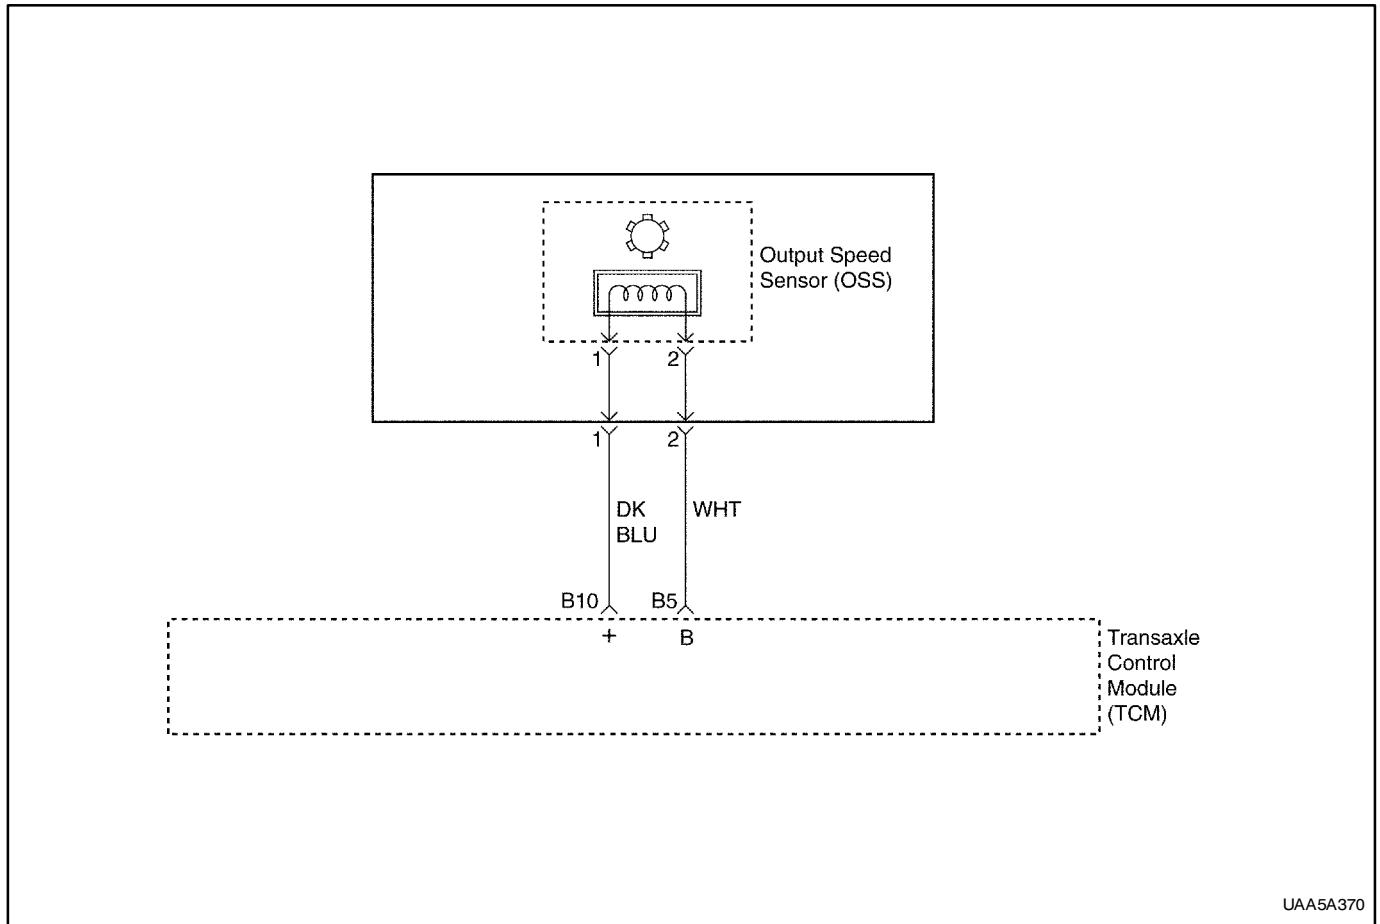 Output Speed
Sensor (OSS)
1 2
1 2
DK
BLU
WHT
B10 B5
+ B
Transaxle
Control
Module
(TCM)
UAA5A370